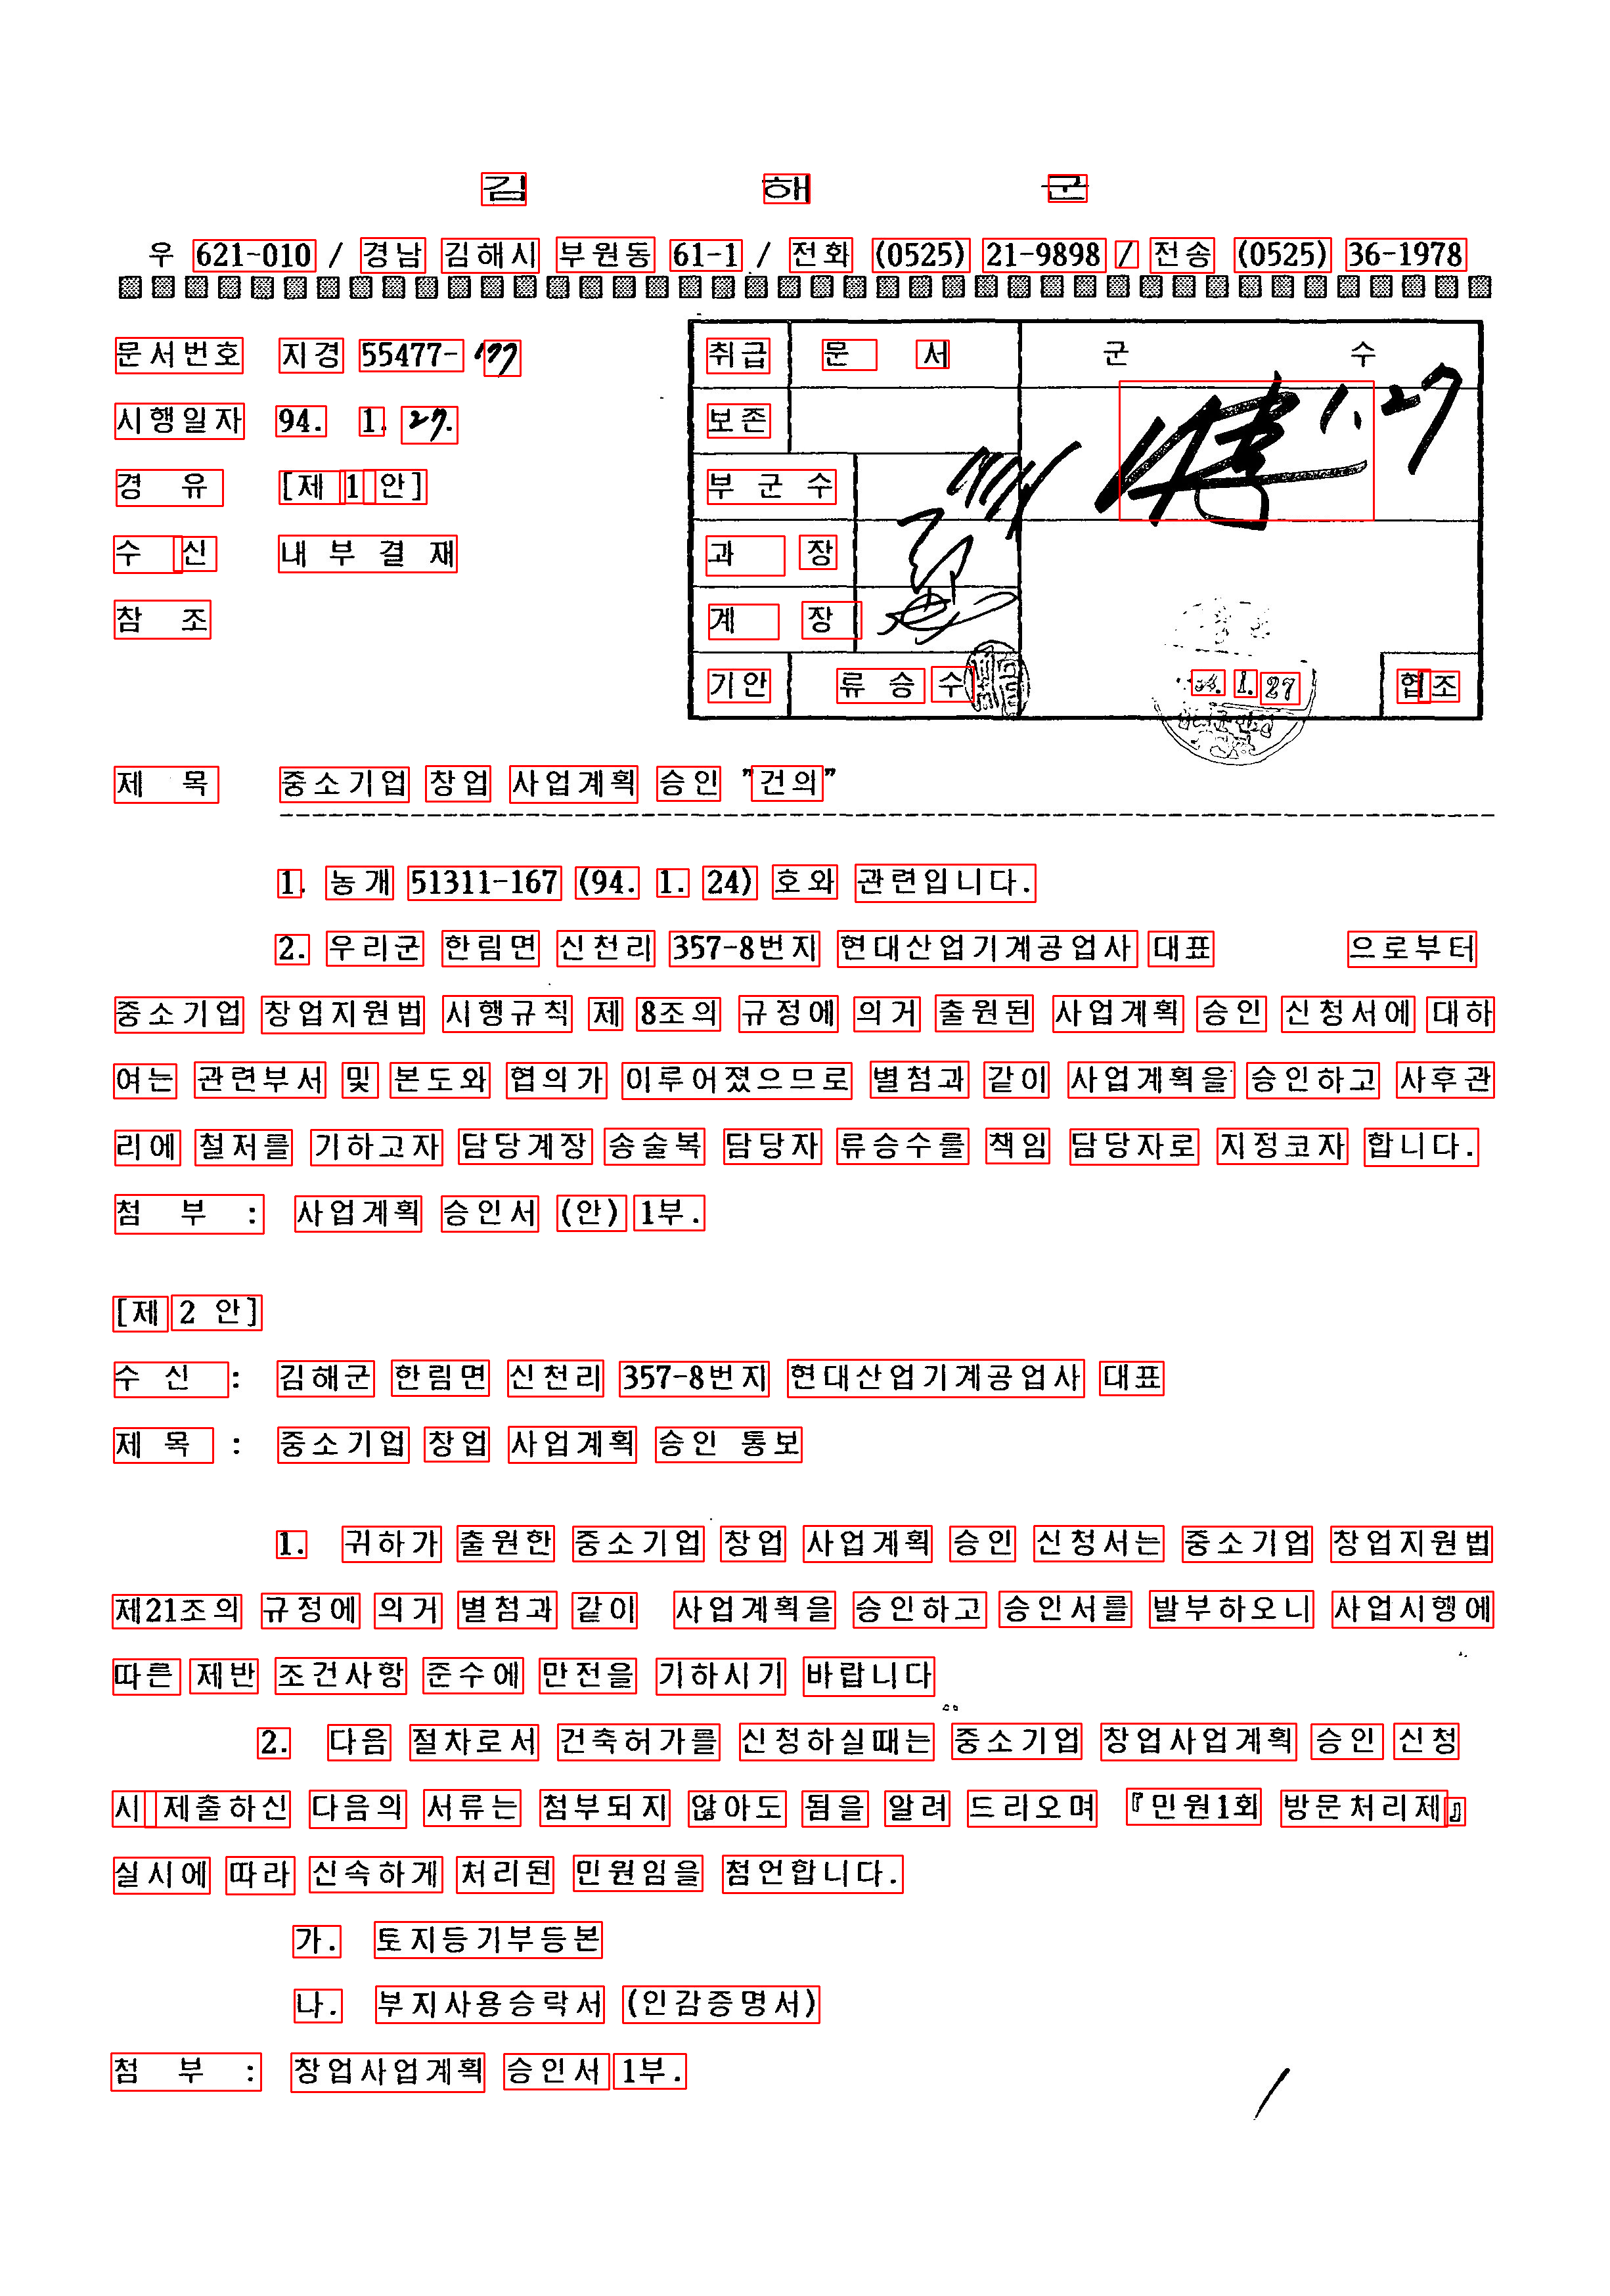 김 해 군
우 621-010 / 경남 김해시 부원동 61-1 / 전화 (0525) 21-9898 / 전송 (0525) 36-1978
문서번호 지경 55477-177
시행일자 94. 1. 27.
경 유 [제 1 안]
수 신 내 부 결 재
참 조
취급 문 서 군 수
보존
1. 27
부 군 수
과 장
계 장
기안 류 승 수
94. 1. 27
협조
제 목 중소기업 창업 사업계획 승인 "건의"
1. 농개 51311-167 (94. 1. 24) 호와 관련입니다.
2. 우리군 한림면 신천리 357-8번지 현대산업기계공업사 대표 으로부터
중소기업 창업지원법 시행규칙 제 8조의 규정에 의거 출원된 사업계획 승인 신청서에 대하
여는 관련부서 및 본도와 협의가 이루어졌으므로 별첨과 같이 사업계획을 승인하고 사후관
리에 철저를 기하고자 담당계장 송술복 담당자 류승수를 책임 담당자로 지정코자 합니다.
첨 부 : 사업계획 승인서 (안) 1부.
[제 2 안]
수 신 : 김해군 한림면 신천리 357-8번지 현대산업기계공업사 대표
제 목 : 중소기업 창업 사업계획 승인 통보
1. 귀하가 출원한 중소기업 창업 사업계획 승인 신청서는 중소기업 창업지원법
제21조의 규정에 의거 별첨과 같이 사업계획을 승인하고 승인서를 발부하오니 사업시행에
따른 제반 조건사항 준수에 만전을 기하시기 바랍니다
2. 다음 절차로서 건축허가를 신청하실때는 중소기업 창업사업계획 승인 신청
시 제출하신 다음의 서류는 첨부되지 않아도 됨을 알려 드리오며 『민원1회 방문처리제』
실시에 따라 신속하게 처리된 민원임을 첨언합니다.
가. 토지등기부등본
나. 부지사용승락서 (인감증명서)
첨 부 : 창업사업계획 승인서 1부.